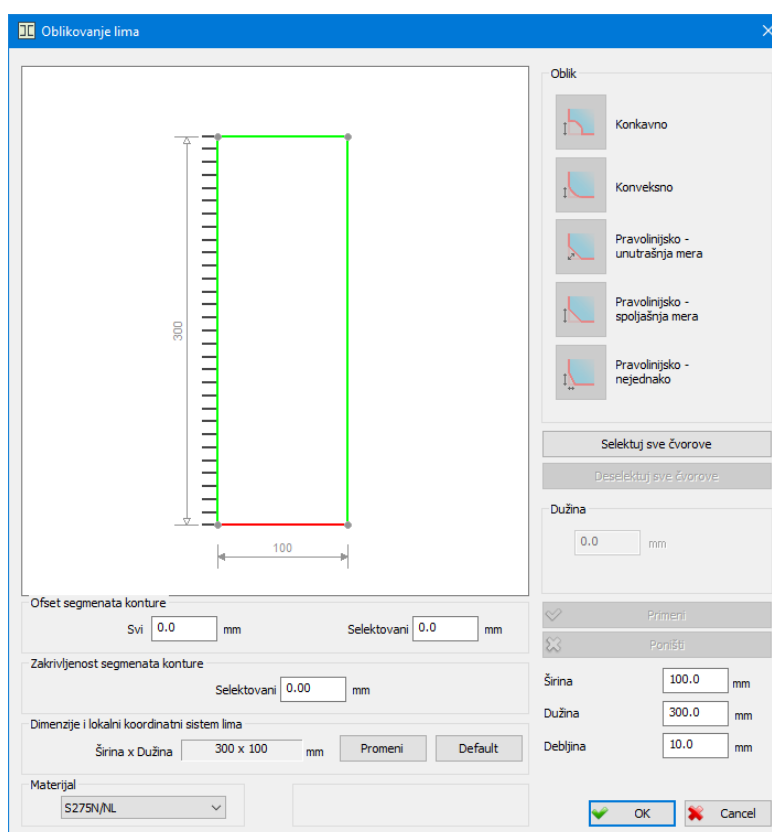 Oblikovanje lima
300
100
Oblik
Konkavno
Konveksno
Pravolinijsko -
unutrašnja mera
Pravolinijsko -
spoljašnja mera
Pravolinijsko -
nejednako
Selektuj sve čvorove
Deselektuj sve čvorove
Dužina
0.0 mm
Primeni
Poništi
Ofset segmenata konture
Svi 0.0 mm Selektovani 0.0 mm
Zakrivljenost segmenata konture
Selektovani 0.00 mm
Dimenzije i lokalni koordinatni sistem lima
Širina x Dužina 300 x 100 mm Promeni Default
Materijal
S275N/NL
Širina 100.0 mm
Dužina 300.0 mm
Debljina 10.0 mm
OK Cancel